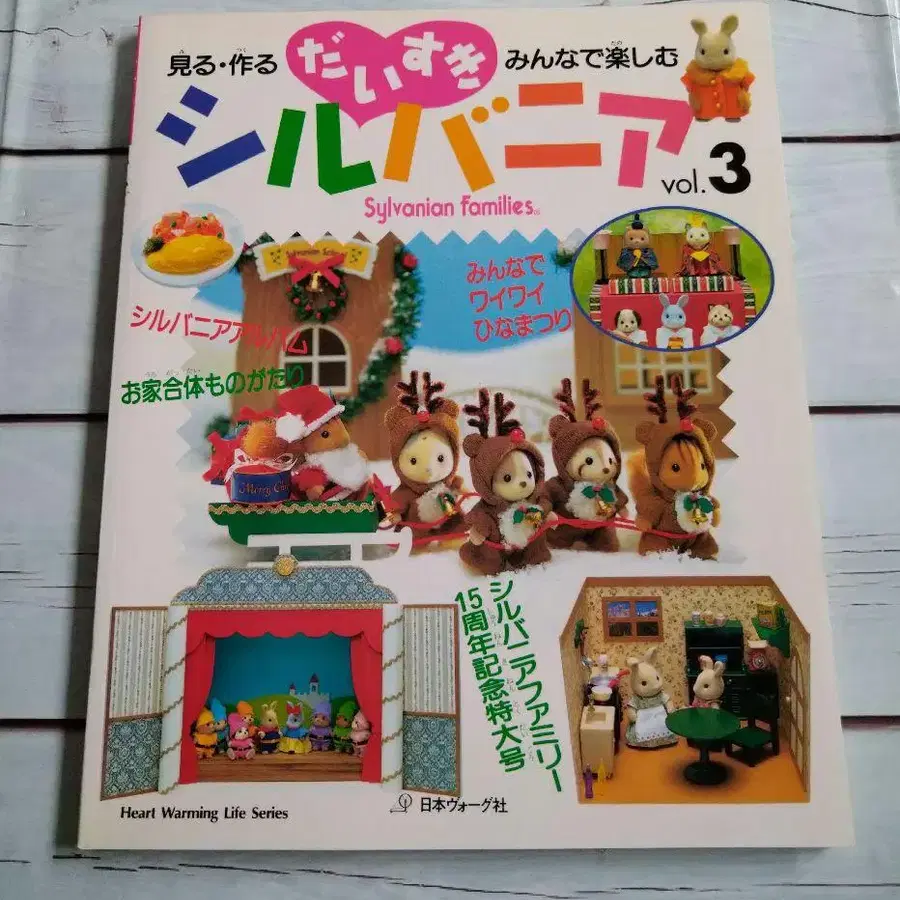 見る・作る
だいすき
みんなで楽しむ
シルバニア
vol.3
Sylvanian Families
みんなで
ワイワイ
ひなまつり
シルバニアアルバム
お家合体ものがたり
シルバニアファミリー
15周年記念特大号
Heart Warming Life Series
日本ヴォーグ社